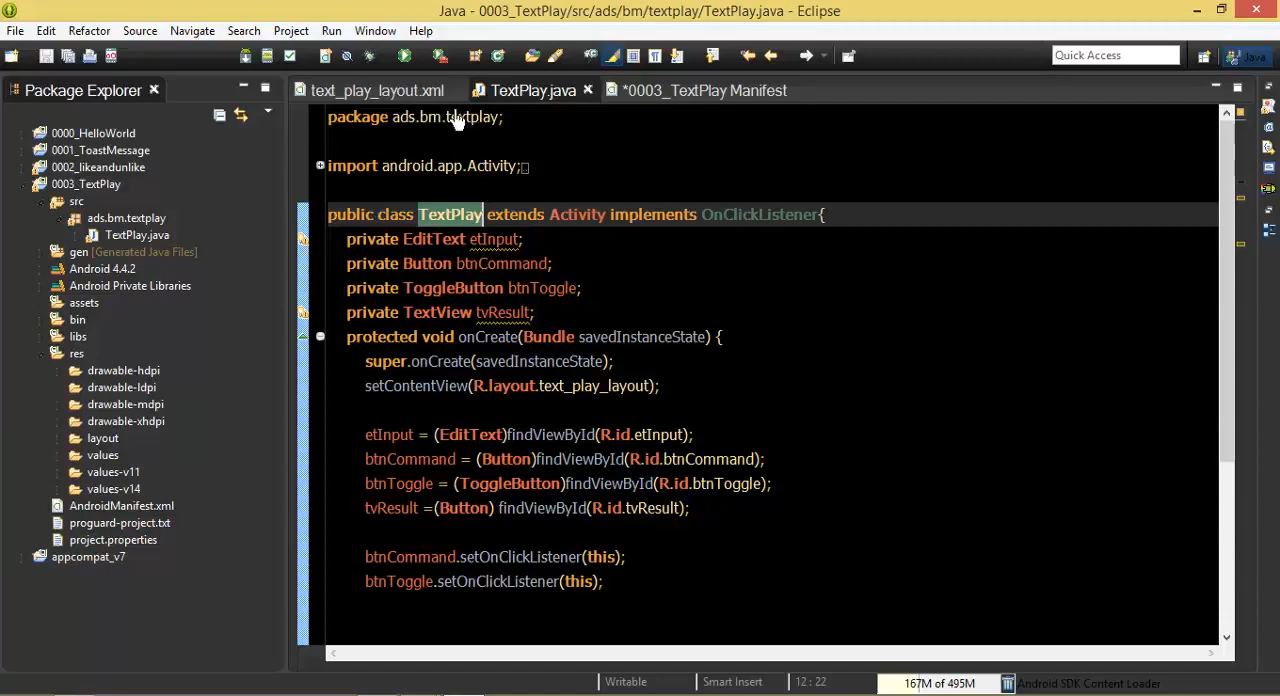 Java - 0003_TextPlay/src/ads/bm/textplay/TextPlay.java - Eclipse
File Edit Refactor Source Navigate Search Project Run Window Help
Quick Access Java
Package Explorer
text_play_layout.xml TextPlay.java *0003_TextPlay Manifest
0000_HelloWorld
0001_ToastMessage
0002_likeandunlike
0003_TextPlay
src
ads.bm.textplay
TextPlay.java
gen [Generated Java Files]
Android 4.4.2
Android Private Libraries
assets
bin
libs
res
drawable-hdpi
drawable-ldpi
drawable-mdpi
drawable-xhdpi
layout
values
values-v11
values-v14
AndroidManifest.xml
proguard-project.txt
project.properties
appcompat_v7
package ads.bm.textplay;
import android.app.Activity;
public class TextPlay extends Activity implements OnClickListener{
private EditText etInput;
private Button btnCommand;
private ToggleButton btnToggle;
private TextView tvResult;
protected void onCreate(Bundle savedInstanceState) {
super.onCreate(savedInstanceState);
setContentView(R.layout.text_play_layout);
etInput = (EditText)findViewById(R.id.etInput);
btnCommand = (Button)findViewById(R.id.btnCommand);
btnToggle = (ToggleButton)findViewById(R.id.btnToggle);
tvResult =(Button) findViewById(R.id.tvResult);
btnCommand.setOnClickListener(this);
btnToggle.setOnClickListener(this);
Writable Smart Insert 12 : 22 167M of 495M Android SDK Content Loader